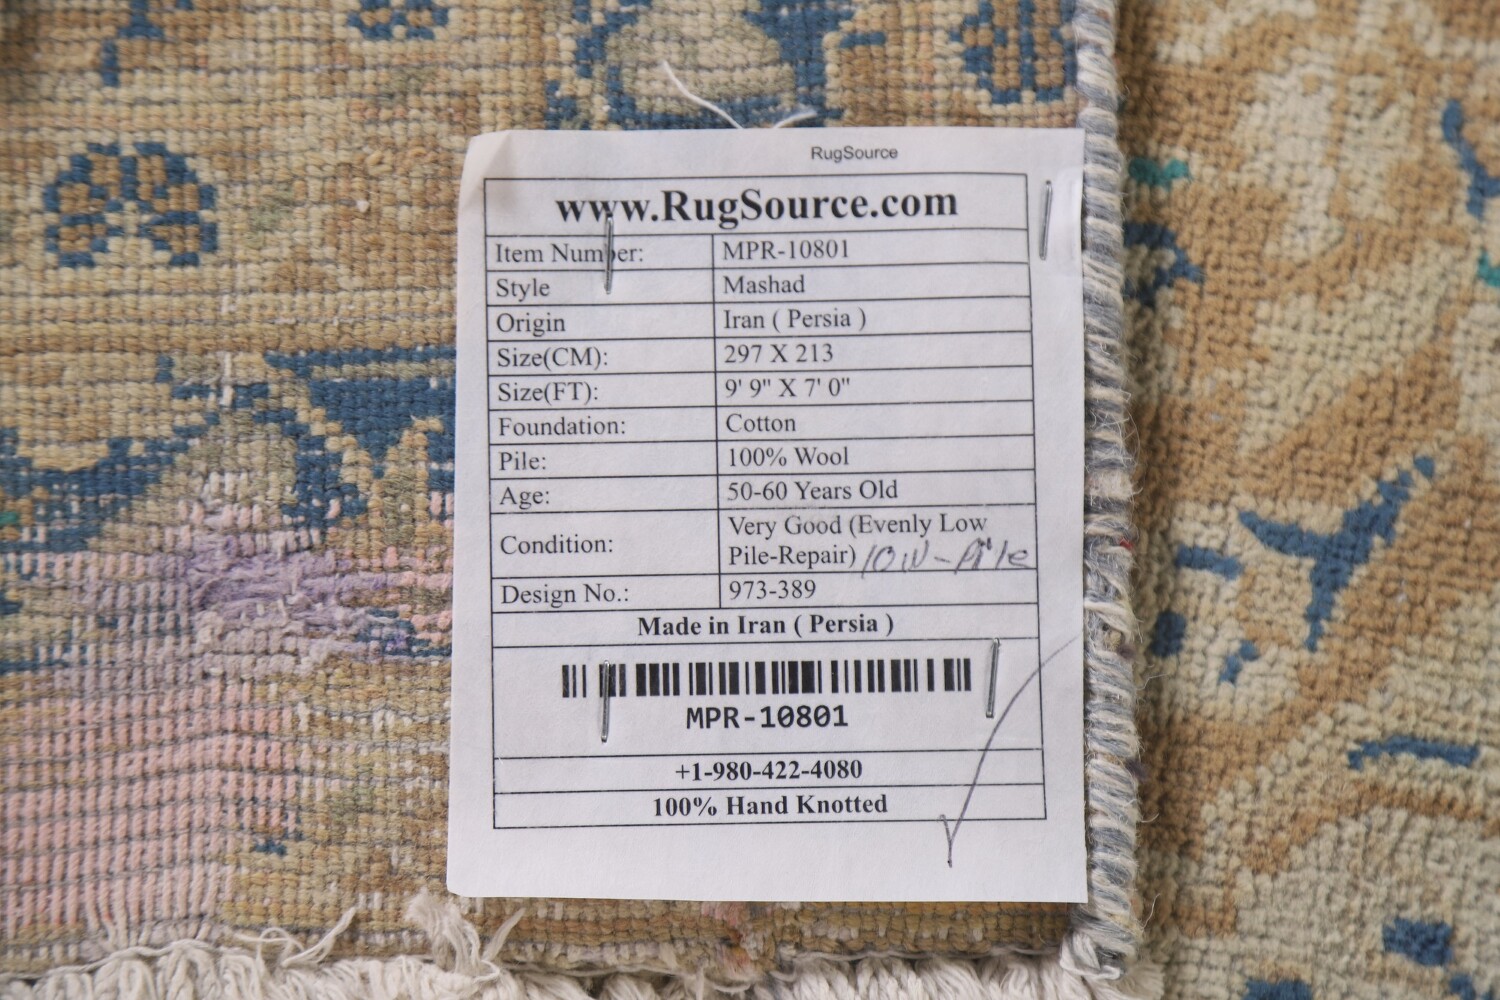 RugSource
www.RugSource.com
Item Number: MPR-10801
Style Mashad
Origin Iran ( Persia )
Size(CM): 297 X 213
Size(FT): 9' 9" X 7' 0"
Foundation: Cotton
Pile: 100% Wool
Age: 50-60 Years Old
Condition: Very Good (Evenly Low
Pile-Repair) low-Pile
Design No.: 973-389
Made in Iran ( Persia )
MPR-10801
+1-980-422-4080
100% Hand Knotted